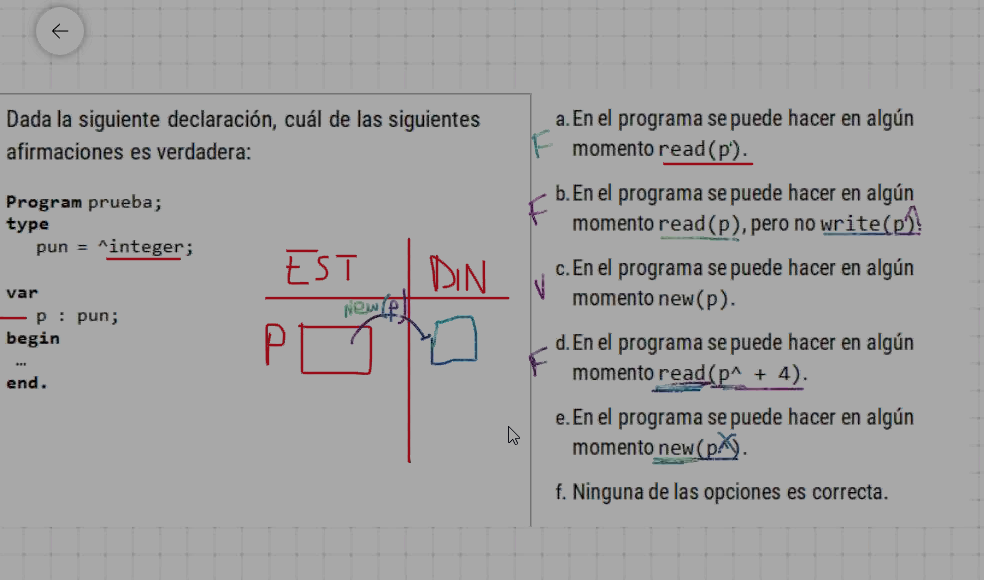 Dada la siguiente declaración, cuál de las siguientes
afirmaciones es verdadera:
Program prueba;
type
pun = ^integer;
var
p : pun;
begin
…
end.
EST
DIN
New(p)
P
F
a. En el programa se puede hacer en algún
momento read(p).
F
b. En el programa se puede hacer en algún
momento read(p), pero no write(p).
V
c. En el programa se puede hacer en algún
momento new(p).
F
d. En el programa se puede hacer en algún
momento read(p^ + 4).
e. En el programa se puede hacer en algún
momento new(p^).
f. Ninguna de las opciones es correcta.